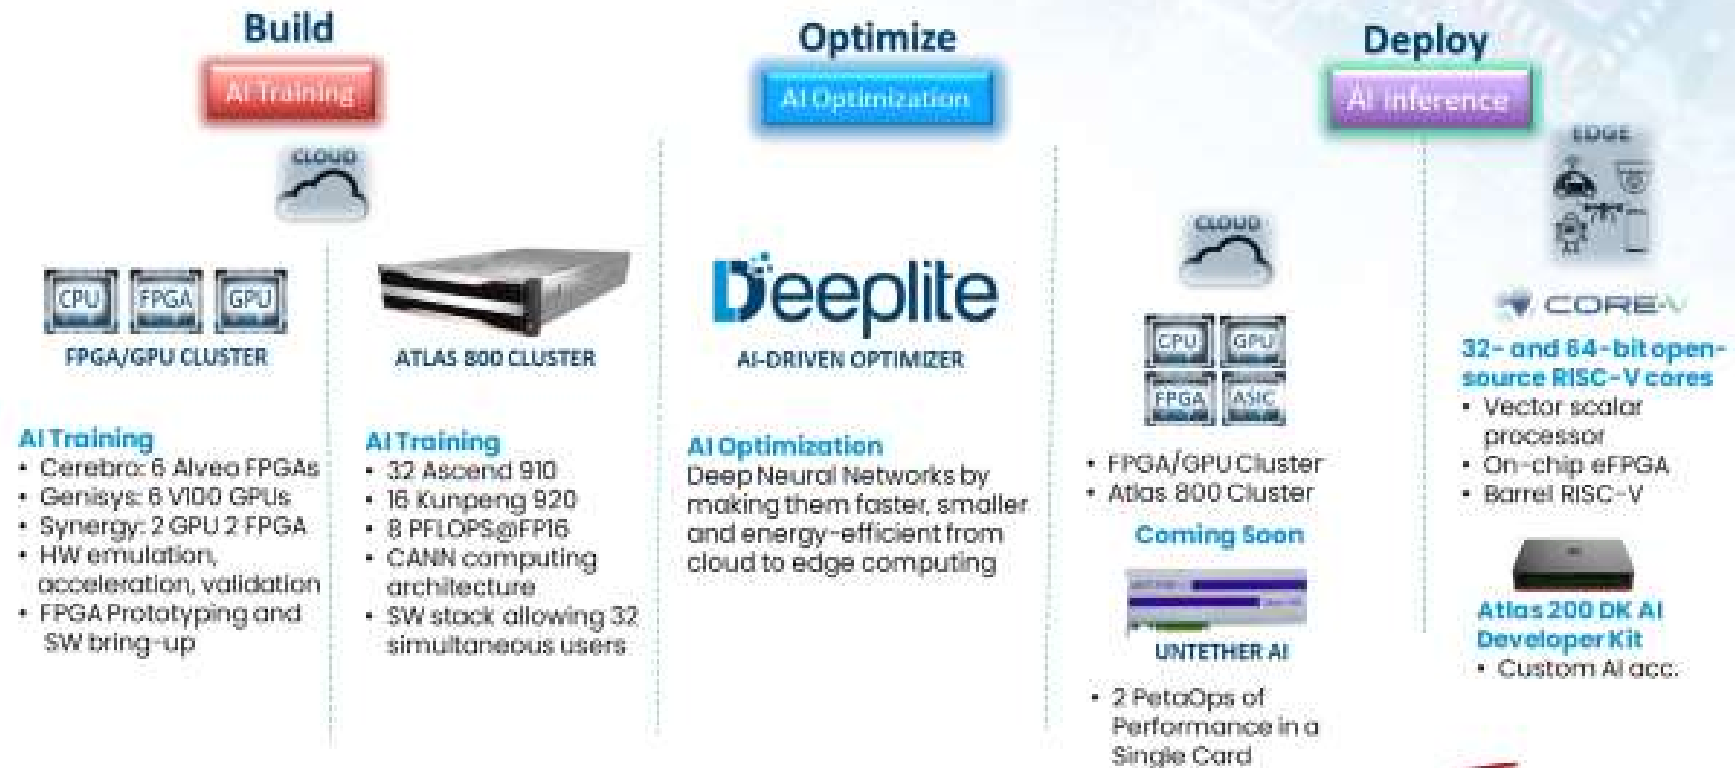 Build
AI Training
CLOUD
CPU
FPGA
GPU
FPGA/GPU CLUSTER
AI Training
• Cerebro: 6 Alveo FPGAs
• Genisys: 6 V100 GPUs
• Synergy: 2 GPU 2 FPGA
• HW emulation,
acceleration, validation
• FPGA Prototyping and
SW bring-up
ATLAS 800 CLUSTER
AI Training
• 32 Ascend 910
• 16 Kunpeng 920
• 8 PFLOPS@FP16
• CANN computing
architecture
• SW stack allowing 32
simultaneous users
Optimize
AI Optimization
Deeplite
AI-DRIVEN OPTIMIZER
AI Optimization
Deep Neural Networks by
making them faster, smaller
and energy-efficient from
cloud to edge computing
Deploy
AI Inference
CLOUD
CPU
GPU
FPGA
ASIC
• FPGA/GPU Cluster
• Atlas 800 Cluster
Coming Soon
UNTETHER AI
• 2 PetaOps of
Performance in a
Single Card
EDGE
CORE-V
32- and 64-bit open-
source RISC-V cores
• Vector scalar
processor
• On-chip eFPGA
• Barrel RISC-V
Atlas 200 DK AI
Developer Kit
• Custom AI acc.